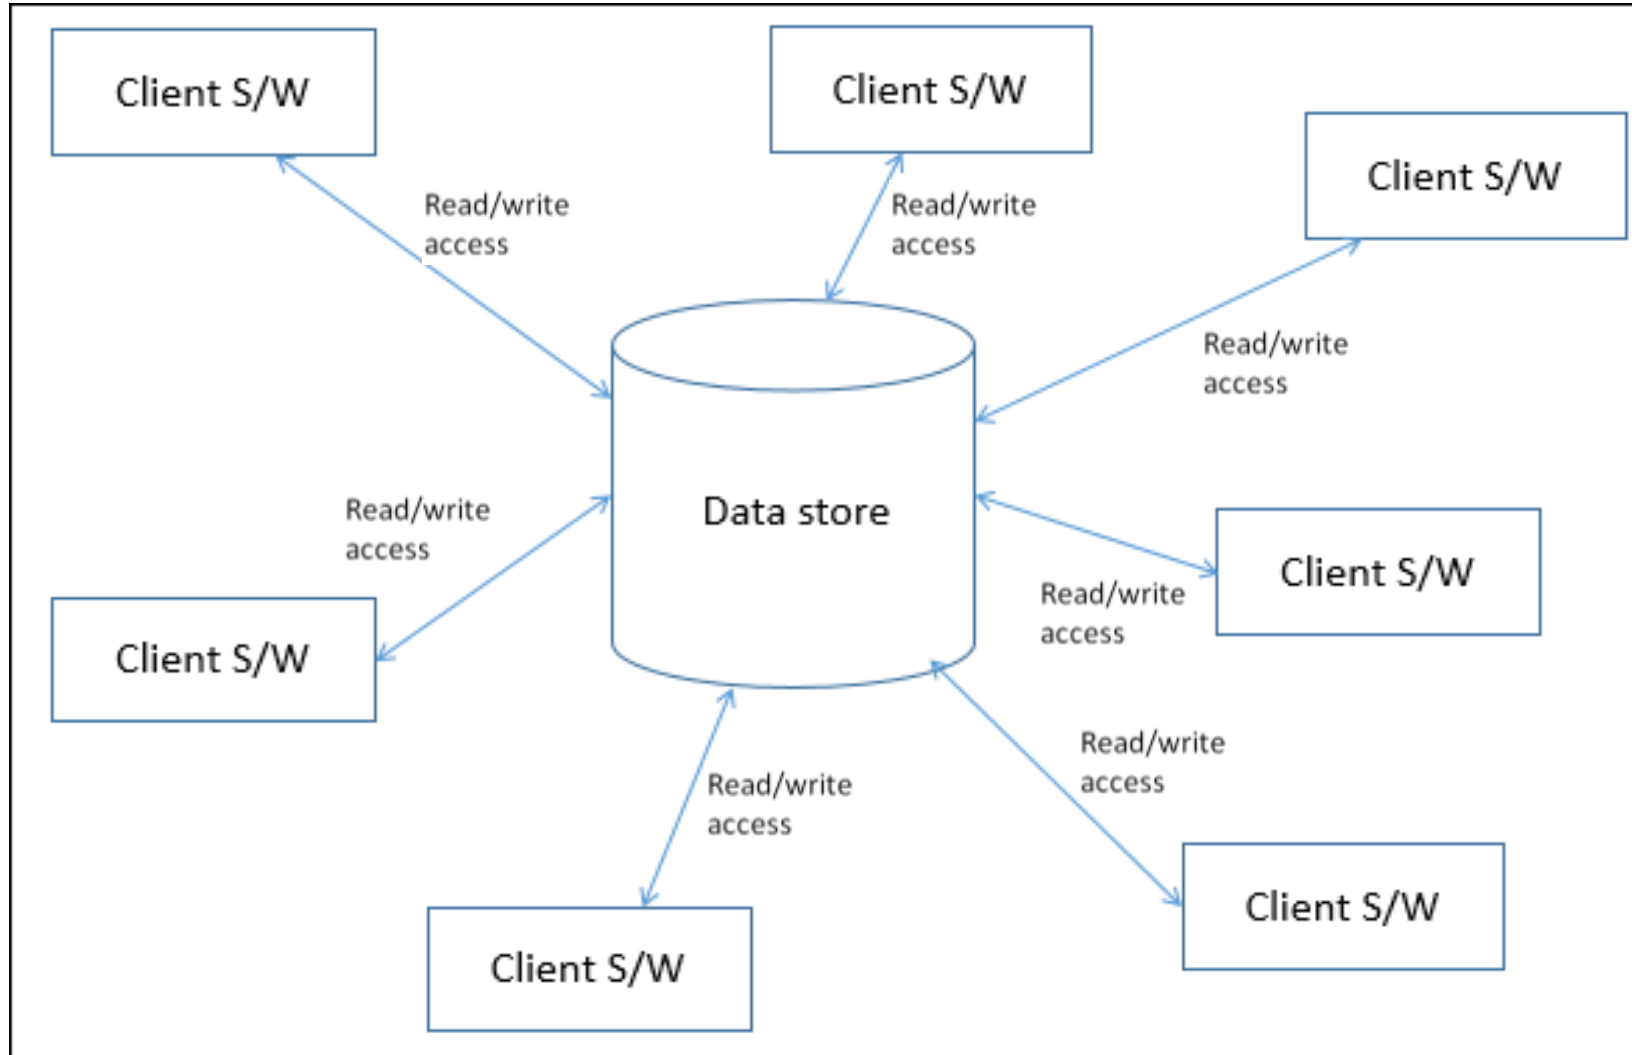 Client S/W
Client S/W
Client S/W
Read/write
access
Read/write
access
Read/write
access
Data store
Read/write
access
Client S/W
Read/write
access
Client S/W
Read/write
access
Read/write
access
Client S/W
Client S/W